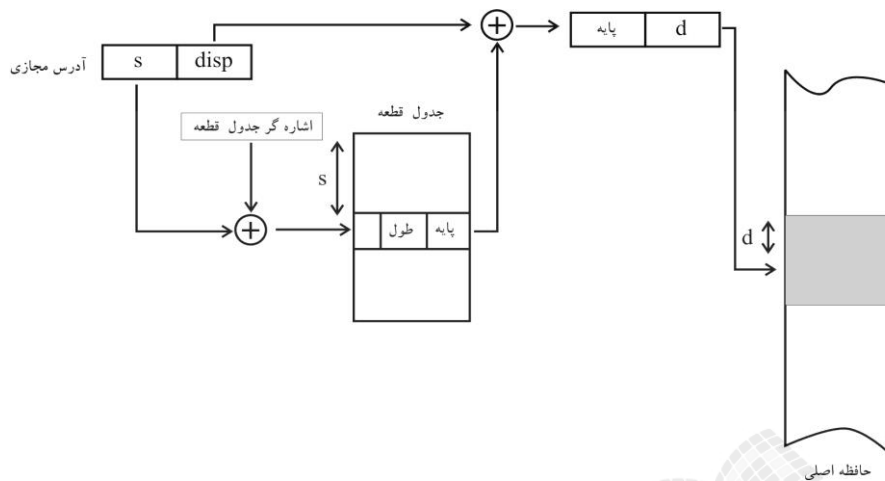 پایه d
آدرس مجازی s disp
جدول قطعه
اشاره گر جدول قطعه
s
طول پایه
d
حافظه اصلی